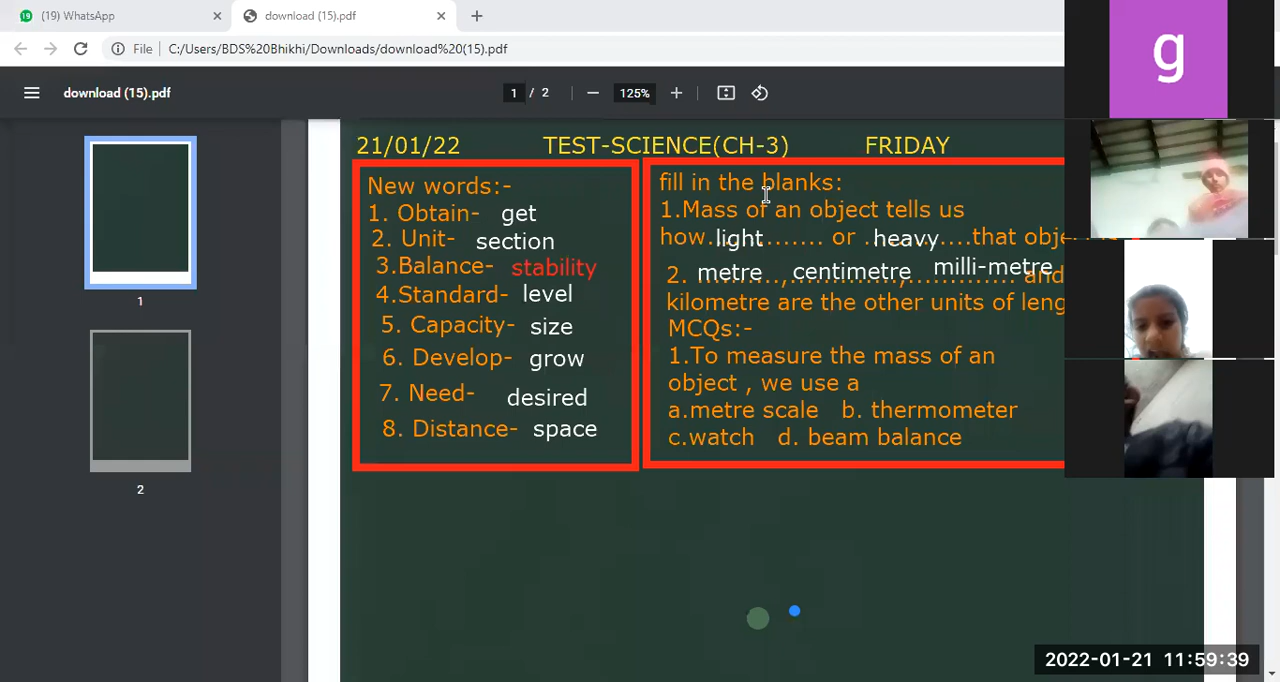 (19) WhatsApp
download (15).pdf
File C:/Users/BDS%20Bhikhi/Downloads/download%20(15).pdf
download (15).pdf
1 / 2
125%
g
21/01/22 TEST-SCIENCE(CH-3) FRIDAY
New words:-
1. Obtain- get
2. Unit- section
3.Balance- stability
4.Standard- level
5. Capacity- size
6. Develop- grow
7. Need- desired
8. Distance- space
fill in the blanks:
1.Mass of an object tells us
how...light...... or ...heavy....that
2. metre, centimetre, milli-metre and
kilometre are the other units of
MCQs:-
1.To measure the mass of an
object , we use a
a.metre scale b. thermometer
c.watch d. beam balance
1
2
2022-01-21 11:59:39